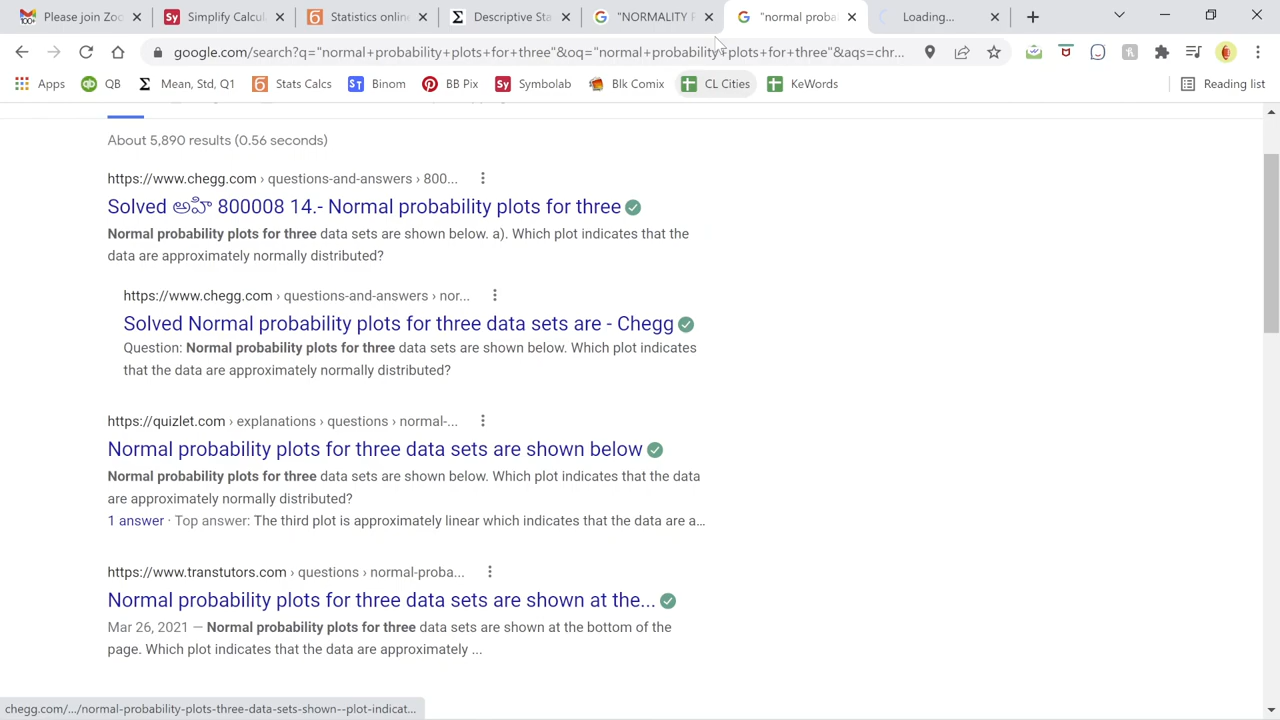 Please join Zoo
Simplify Calcul
Statistics onlin
Descriptive Sta
"NORMALITY P
"normal proba
Loading...
google.com/search?q="normal+probability+plots+for+three"&oq="normal+probability+plots+for+three"&aqs=chr...
Apps
QB
Mean, Std, Q1
Stats Calcs
Binom
BB Pix
Symbolab
Blk Comix
CL Cities
KeWords
Reading list
About 5,890 results (0.56 seconds)
https://www.chegg.com › questions-and-answers › 800...
Solved అహి 800008 14.- Normal probability plots for three
Normal probability plots for three data sets are shown below. a). Which plot indicates that the
data are approximately normally distributed?
https://www.chegg.com › questions-and-answers › nor...
Solved Normal probability plots for three data sets are - Chegg
Question: Normal probability plots for three data sets are shown below. Which plot indicates
that the data are approximately normally distributed?
https://quizlet.com › explanations › questions › normal-...
Normal probability plots for three data sets are shown below
Normal probability plots for three data sets are shown below. Which plot indicates that the data
are approximately normally distributed?
1 answer · Top answer: The third plot is approximately linear which indicates that the data are a...
https://www.transtutors.com › questions › normal-proba...
Normal probability plots for three data sets are shown at the...
Mar 26, 2021 — Normal probability plots for three data sets are shown at the bottom of the
page. Which plot indicates that the data are approximately ...
chegg.com/.../normal-probability-plots-three-data-sets-shown--plot-indicat...